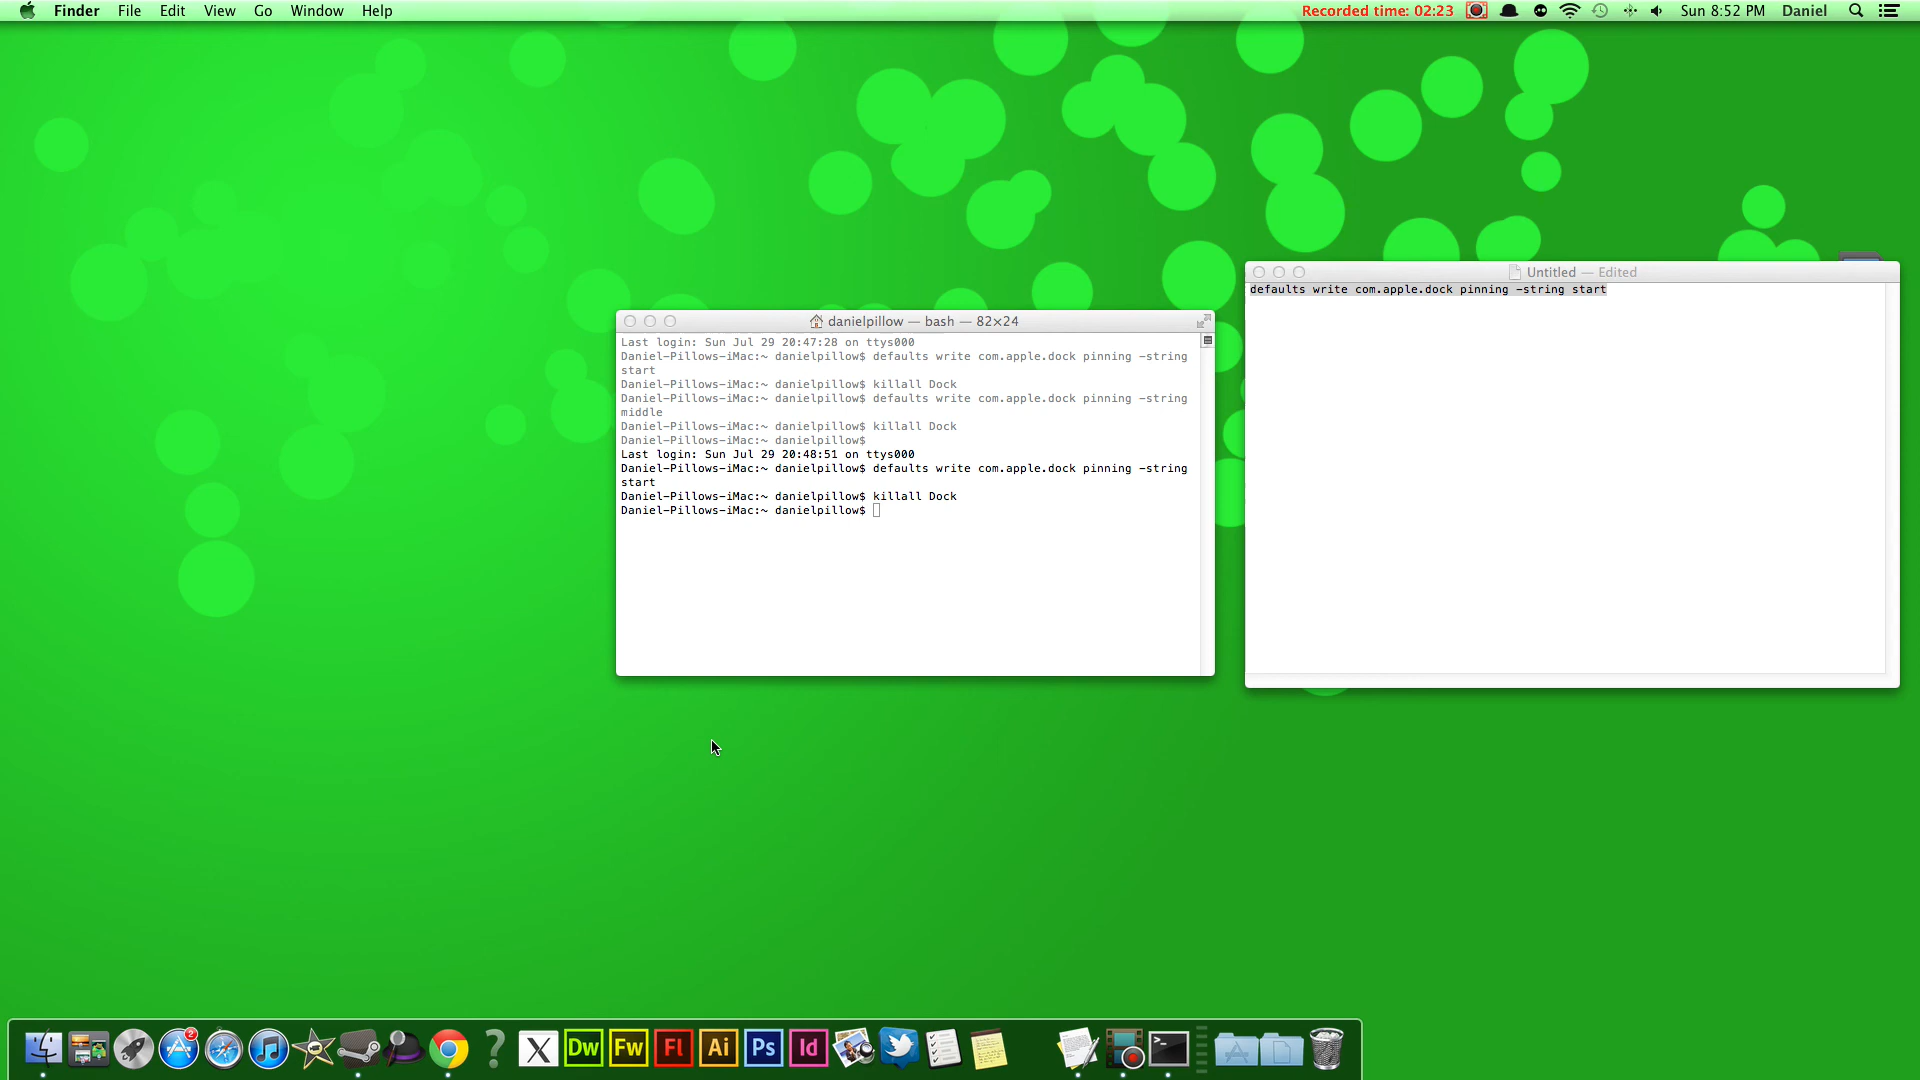 Finder File Edit View Go Window Help Recorded time: 02:23 Sun 8:52 PM Daniel
Untitled — Edited
defaults write com.apple.dock pinning -string start
danielpillow — bash — 82×24
Last login: Sun Jul 29 20:47:28 on ttys000
Daniel-Pillows-iMac:~ danielpillow$ defaults write com.apple.dock pinning -string
start
Daniel-Pillows-iMac:~ danielpillow$ killall Dock
Daniel-Pillows-iMac:~ danielpillow$ defaults write com.apple.dock pinning -string
middle
Daniel-Pillows-iMac:~ danielpillow$ killall Dock
Daniel-Pillows-iMac:~ danielpillow$
Last login: Sun Jul 29 20:48:51 on ttys000
Daniel-Pillows-iMac:~ danielpillow$ defaults write com.apple.dock pinning -string
start
Daniel-Pillows-iMac:~ danielpillow$ killall Dock
Daniel-Pillows-iMac:~ danielpillow$
2
? X Dw Fw Fl Ai Ps Id >_